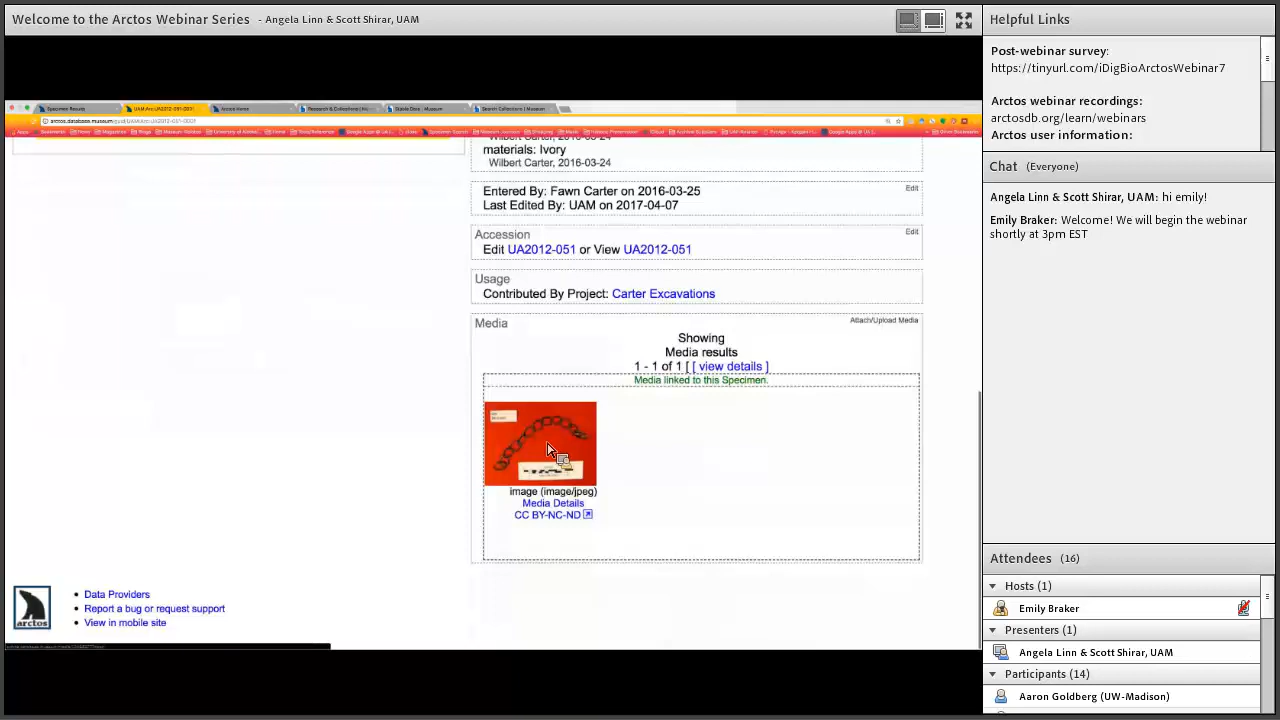 Welcome to the Arctos Webinar Series - Angela Linn & Scott Shirar, UAM
Helpful Links
Post-webinar survey:
https://tinyurl.com/iDigBioArctosWebinar7
Arctos webinar recordings:
arctosdb.org/learn/webinars
Arctos other information:
Chat (Everyone)
Angela Linn & Scott Shirar, UAM: hi emily!
Emily Braker: Welcome! We will begin the webinar
shortly at 3pm EST
Attendees (16)
Hosts (1)
Emily Braker
Presenters (1)
Angela Linn & Scott Shirar, UAM
Participants (14)
Aaron Goldberg (UW-Madison)
Wilbert Carter, 2016-03-24
materials: Ivory
Wilbert Carter, 2016-03-24
Entered By: Fawn Carter on 2016-03-25
Edit
Last Edited By: UAM on 2017-04-07
Accession
Edit
Edit UA2012-051 or View UA2012-051
Usage
Contributed By Project: Carter Excavations
Media
Attach/Upload Media
Showing
Media results
1 - 1 of 1 [ [ view details ]
Media linked to this Specimen.
image (image/jpeg)
Media Details
CC BY-NC-ND
arctos
Data Providers
Report a bug or request support
View in mobile site